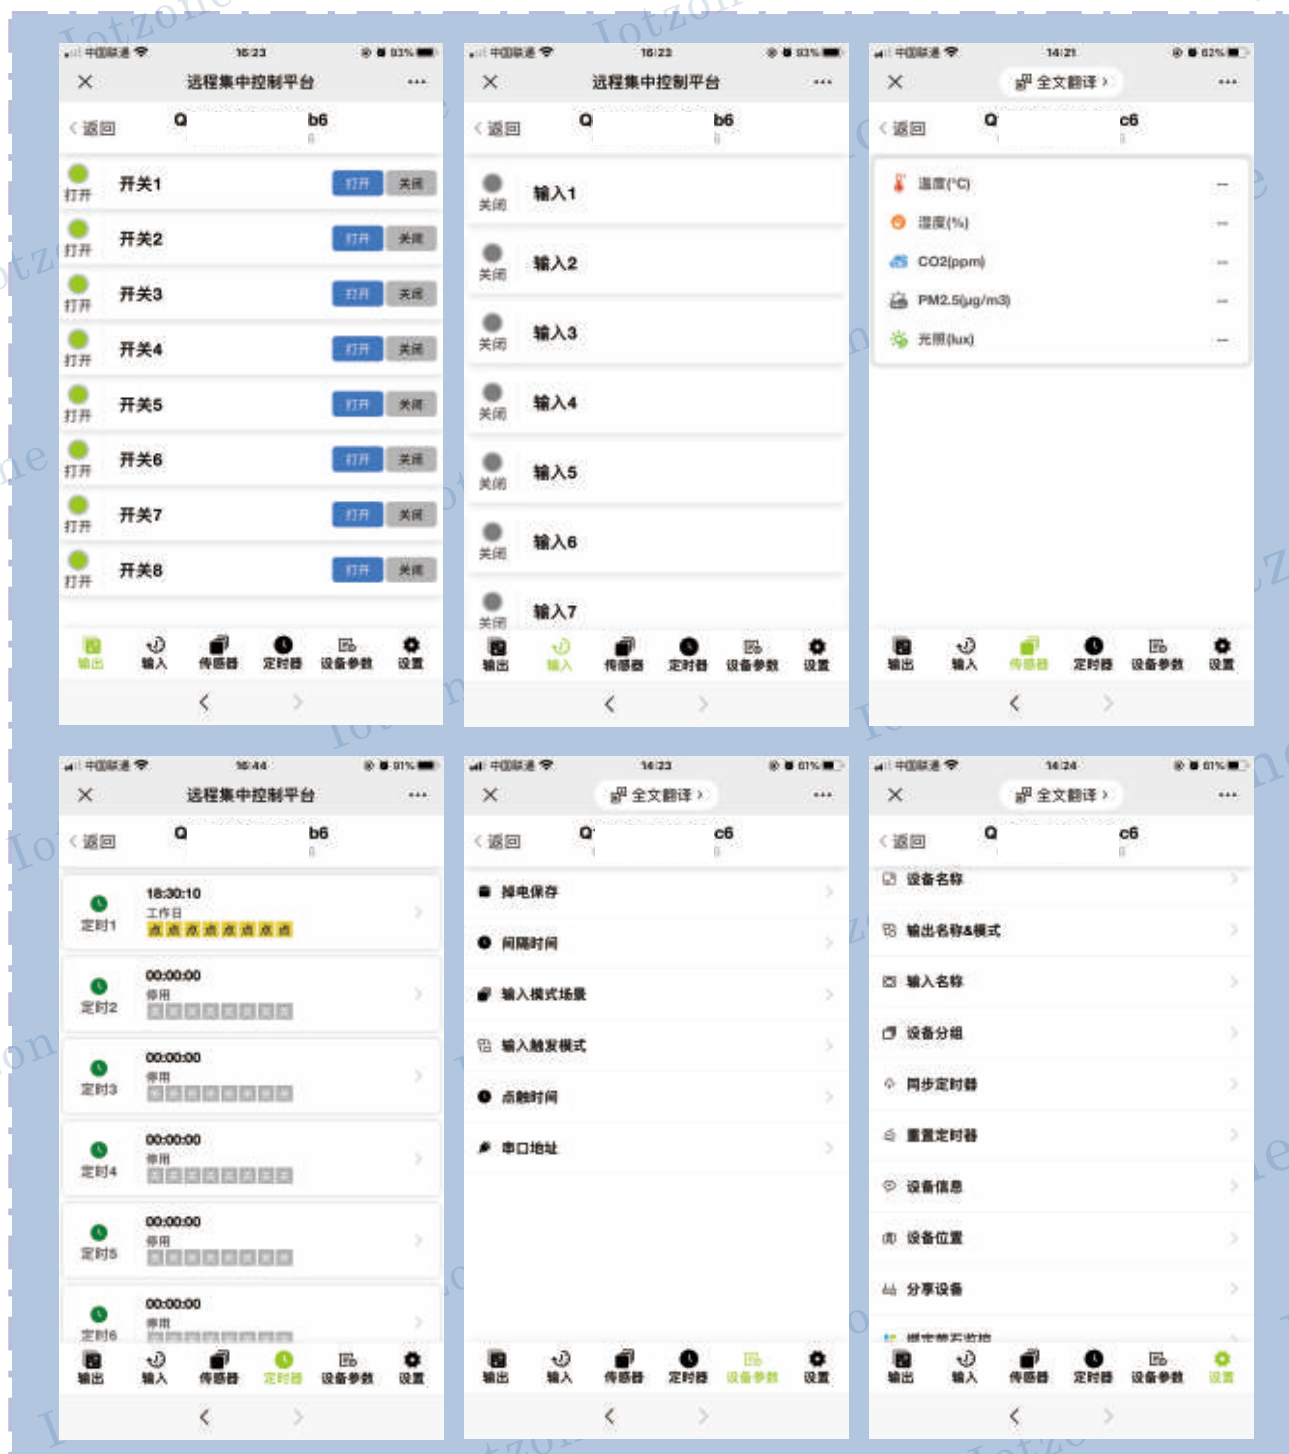 Iotzone
中国联通 16:23 93%
远程集中控制平台
返回 Q b6
打开 开关1 打开 关闭
打开 开关2 打开 关闭
打开 开关3 打开 关闭
打开 开关4 打开 关闭
打开 开关5 打开 关闭
打开 开关6 打开 关闭
打开 开关7 打开 关闭
打开 开关8 打开 关闭
输出 输入 传感器 定时器 设备参数 设置
Iotzone
中国联通 16:23 93%
远程集中控制平台
返回 Q b6
关闭 输入1
关闭 输入2
关闭 输入3
关闭 输入4
关闭 输入5
关闭 输入6
关闭 输入7
输出 输入 传感器 定时器 设备参数 设置
中国联通 14:21 62%
全文翻译
返回 Q c6
温度(°C) --
湿度(%) --
CO2(ppm) --
PM2.5(μg/m3) --
光照(lux) --
输出 输入 传感器 定时器 设备参数 设置
中国联通 16:44 91%
远程集中控制平台
返回 Q b6
定时1 18:30:10
工作日
点 点 点 点 点 点 点 点
定时2 00:00:00
停用
定时3 00:00:00
停用
定时4 00:00:00
停用
定时5 00:00:00
停用
定时6 00:00:00
停用
输出 输入 传感器 定时器 设备参数 设置
中国联通 14:23 61%
全文翻译
返回 Q c6
掉电保存
间隔时间
输入模式场景
输入触发模式
点触时间
串口地址
输出 输入 传感器 定时器 设备参数 设置
中国联通 14:24 61%
全文翻译
返回 Q c6
设备名称
输出名称&模式
输入名称
设备分组
同步定时器
重置定时器
设备信息
设备位置
分享设备
绑定萤石监控
输出 输入 传感器 定时器 设备参数 设置